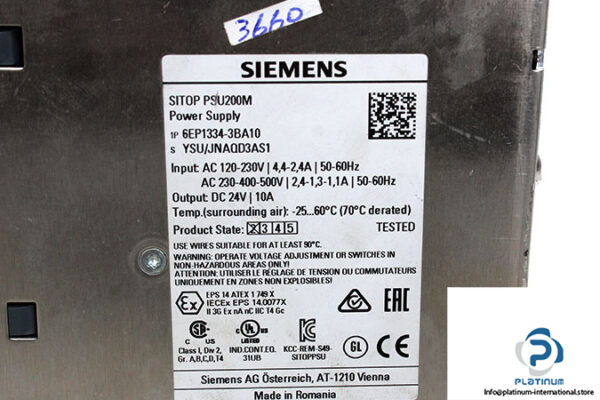 3660
SIEMENS
SITOP PSU200M
Power Supply
1P 6EP1334-3BA10
S YSU/JNAQD3AS1
Input: AC 120-230V | 4,4-2,4A | 50-60Hz
AC 230-400-500V | 2,4-1,3-1,1A | 50-60Hz
Output: DC 24V | 10A
Temp.(surrounding air): -25...60°C (70°C derated)
Product State: X 3 4 5 TESTED
USE WIRES SUITABLE FOR AT LEAST 90°C.
WARNING: OPERATE VOLTAGE ADJUSTMENT OR SWITCHES IN
NON-HAZARDOUS AREAS ONLY!
ATTENTION: UTILISER LE RÉGLAGE DE TENSION OU COMMUTATEURS
UNIQUEMENT EN ZONES NON DANGEREUSES!
Ex EPS 14 ATEX 1 749 X
IECEx EPS 14.0077X
II 3G Ex nA nC IIC T4 Gc
EAC
C US
C UL US
LISTED
GL CE
Class I, Div 2,
Gr. A,B,C,D,T4
IND.CONT.EQ.
31UB
KCC-REM-S49-
SITOPPSU
Siemens AG Österreich, AT-1210 Vienna
Made in Romania
PLATINUM
info@platinum-international.store